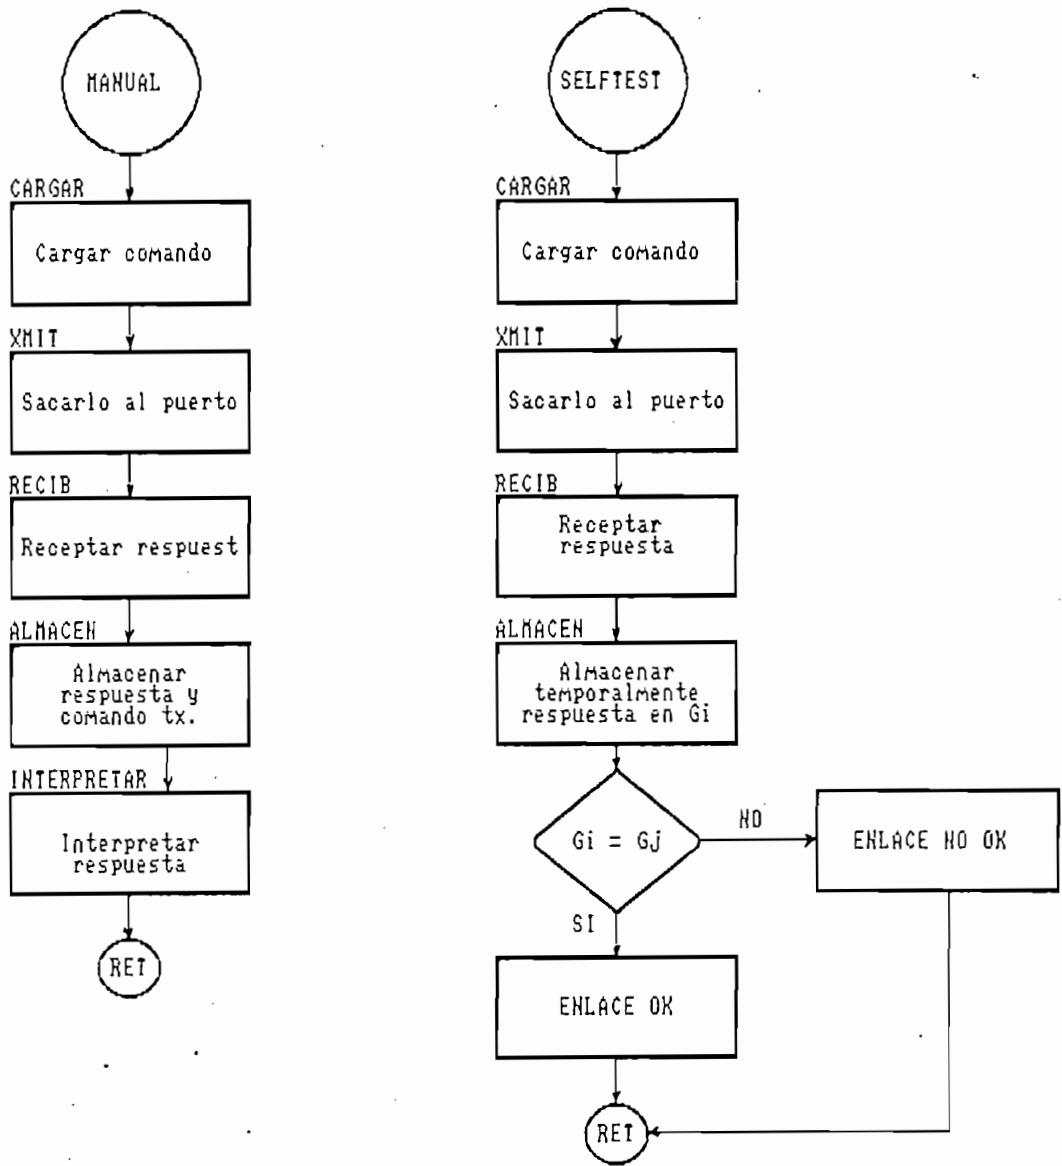 MANUAL
CARGAR
Cargar comando
XMIT
Sacarlo al puerto
RECIB
Receptar respuest
ALMACEN
Almacenar
respuesta y
comando tx.
INTERPRETAR
Interpretar
respuesta
RET
SELFTEST
CARGAR
Cargar comando
XMIT
Sacarlo al puerto
RECIB
Receptar
respuesta
ALMACEN
Almacenar
temporalmente
respuesta en Gi
Gi = Gj
NO
ENLACE NO OK
SI
ENLACE OK
RET